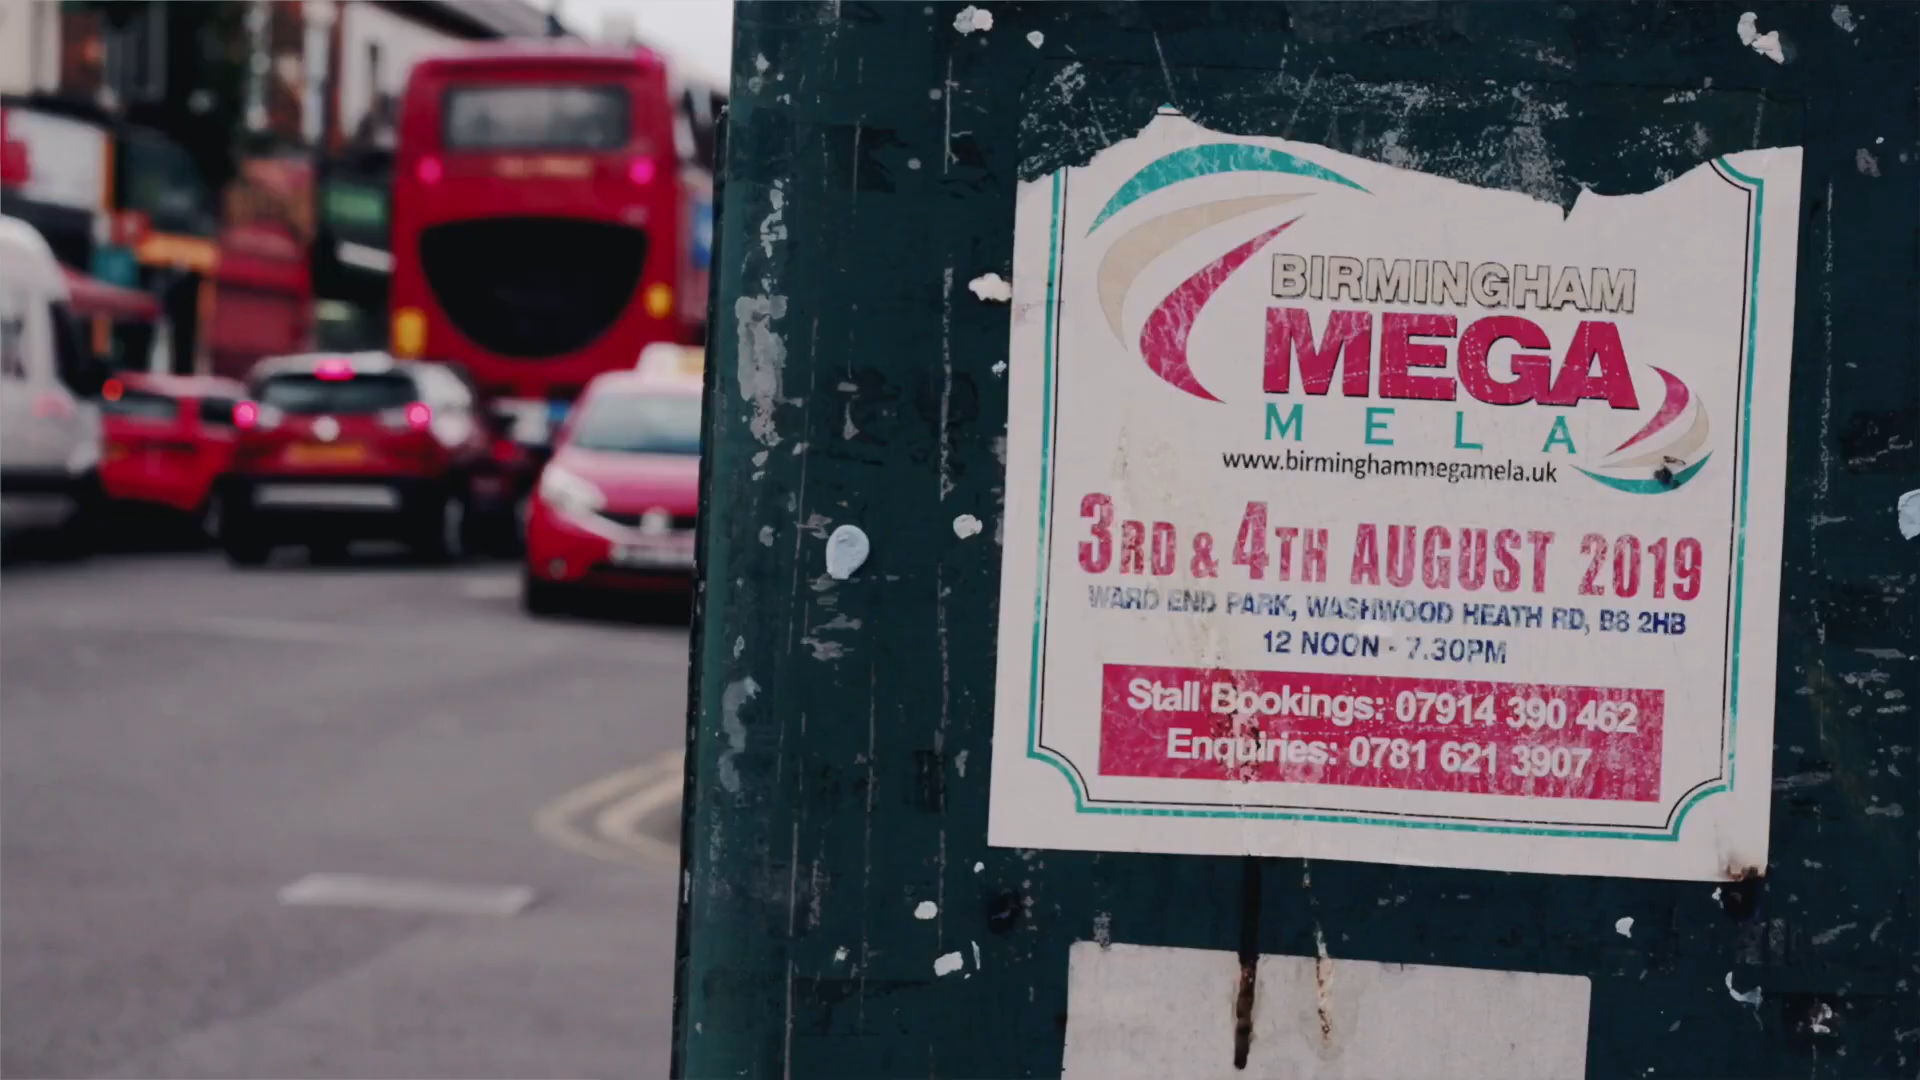 BIRMINGHAM
MEGA
MELA
www.birminghammegamela.uk
3RD & 4TH AUGUST 2019
WARD END PARK, WASHWOOD HEATH RD, B8 2HB
12 NOON - 7.30PM
Stall Bookings: 07914 390 462
Enquiries: 0781 621 3907